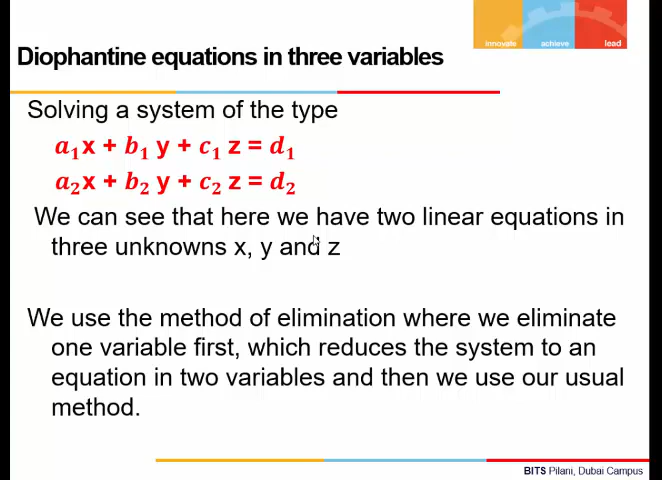 innovate achieve lead
Diophantine equations in three variables
Solving a system of the type
a₁x + b₁ y + c₁ z = d₁
a₂x + b₂ y + c₂ z = d₂
We can see that here we have two linear equations in
three unknowns x, y and z
We use the method of elimination where we eliminate
one variable first, which reduces the system to an
equation in two variables and then we use our usual
method.
BITS Pilani, Dubai Campus